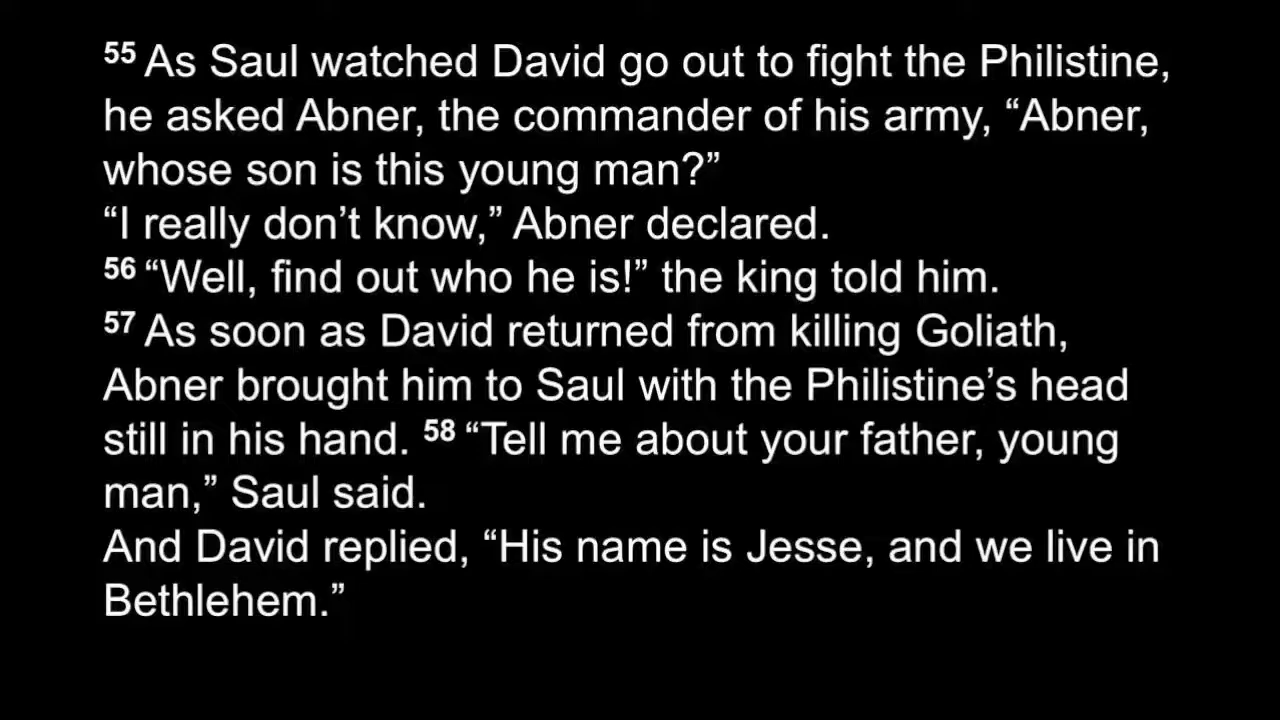 55 As Saul watched David go out to fight the Philistine,
he asked Abner, the commander of his army, “Abner,
whose son is this young man?”
“I really don’t know,” Abner declared.
56 “Well, find out who he is!” the king told him.
57 As soon as David returned from killing Goliath,
Abner brought him to Saul with the Philistine’s head
still in his hand. 58 “Tell me about your father, young
man,” Saul said.
And David replied, “His name is Jesse, and we live in
Bethlehem.”